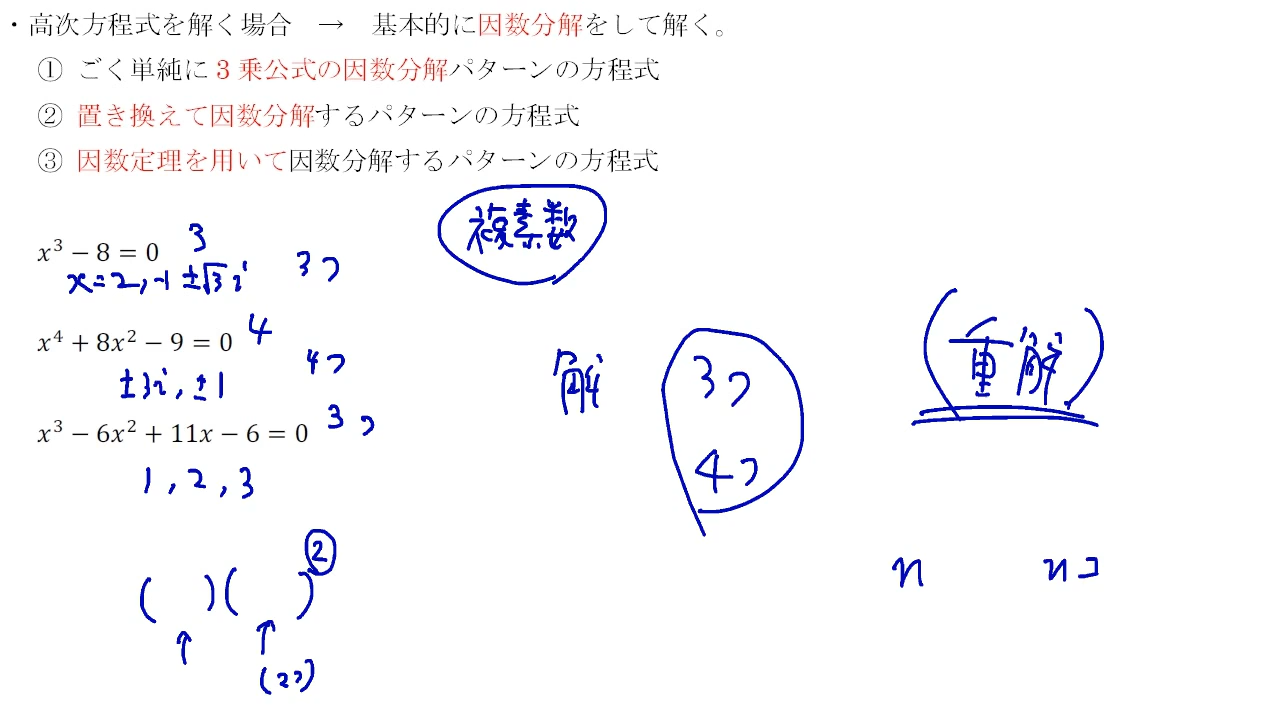 ・高次方程式を解く場合　→　基本的に因数分解をして解く。
① ごく単純に３乗公式の因数分解パターンの方程式
② 置き換えて因数分解するパターンの方程式
③ 因数定理を用いて因数分解するパターンの方程式
複素数
x³ − 8 = 0 3
x=2, -1 ±√3 i 3つ
x⁴ + 8x² − 9 = 0 4
±3i, ±1 4つ
x³ − 6x² + 11x − 6 = 0 3つ
1, 2, 3
解 3つ
4つ
(重解)
( )( )²
(2つ)
n nコ